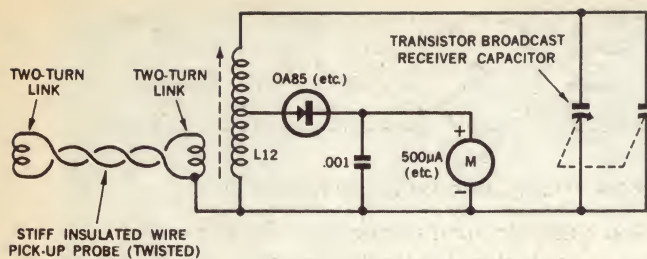 TRANSISTOR BROADCAST
RECEIVER CAPACITOR
TWO-TURN
LINK
TWO-TURN
LINK
OA85 (etc.)
L12
.001
500µA
(etc.)
+
M
−
STIFF INSULATED WIRE
PICK-UP PROBE (TWISTED)